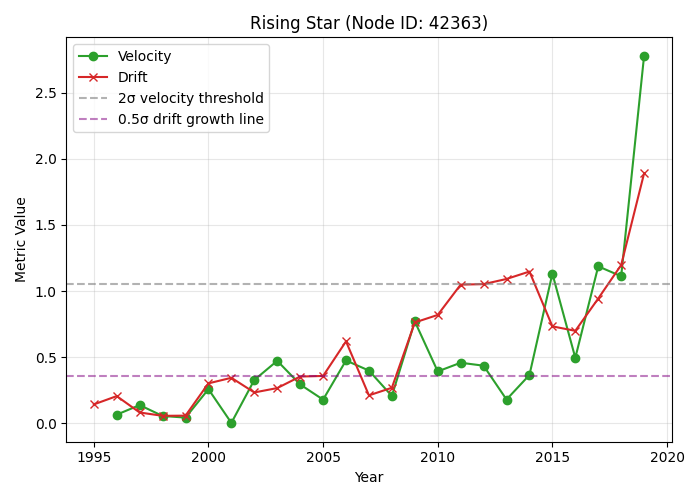 Rising Star (Node ID: 42363)
Velocity
Drift
2σ velocity threshold
0.5σ drift growth line
Metric Value
2.5
2.0
1.5
1.0
0.5
0.0
1995
2000
2005
2010
2015
2020
Year